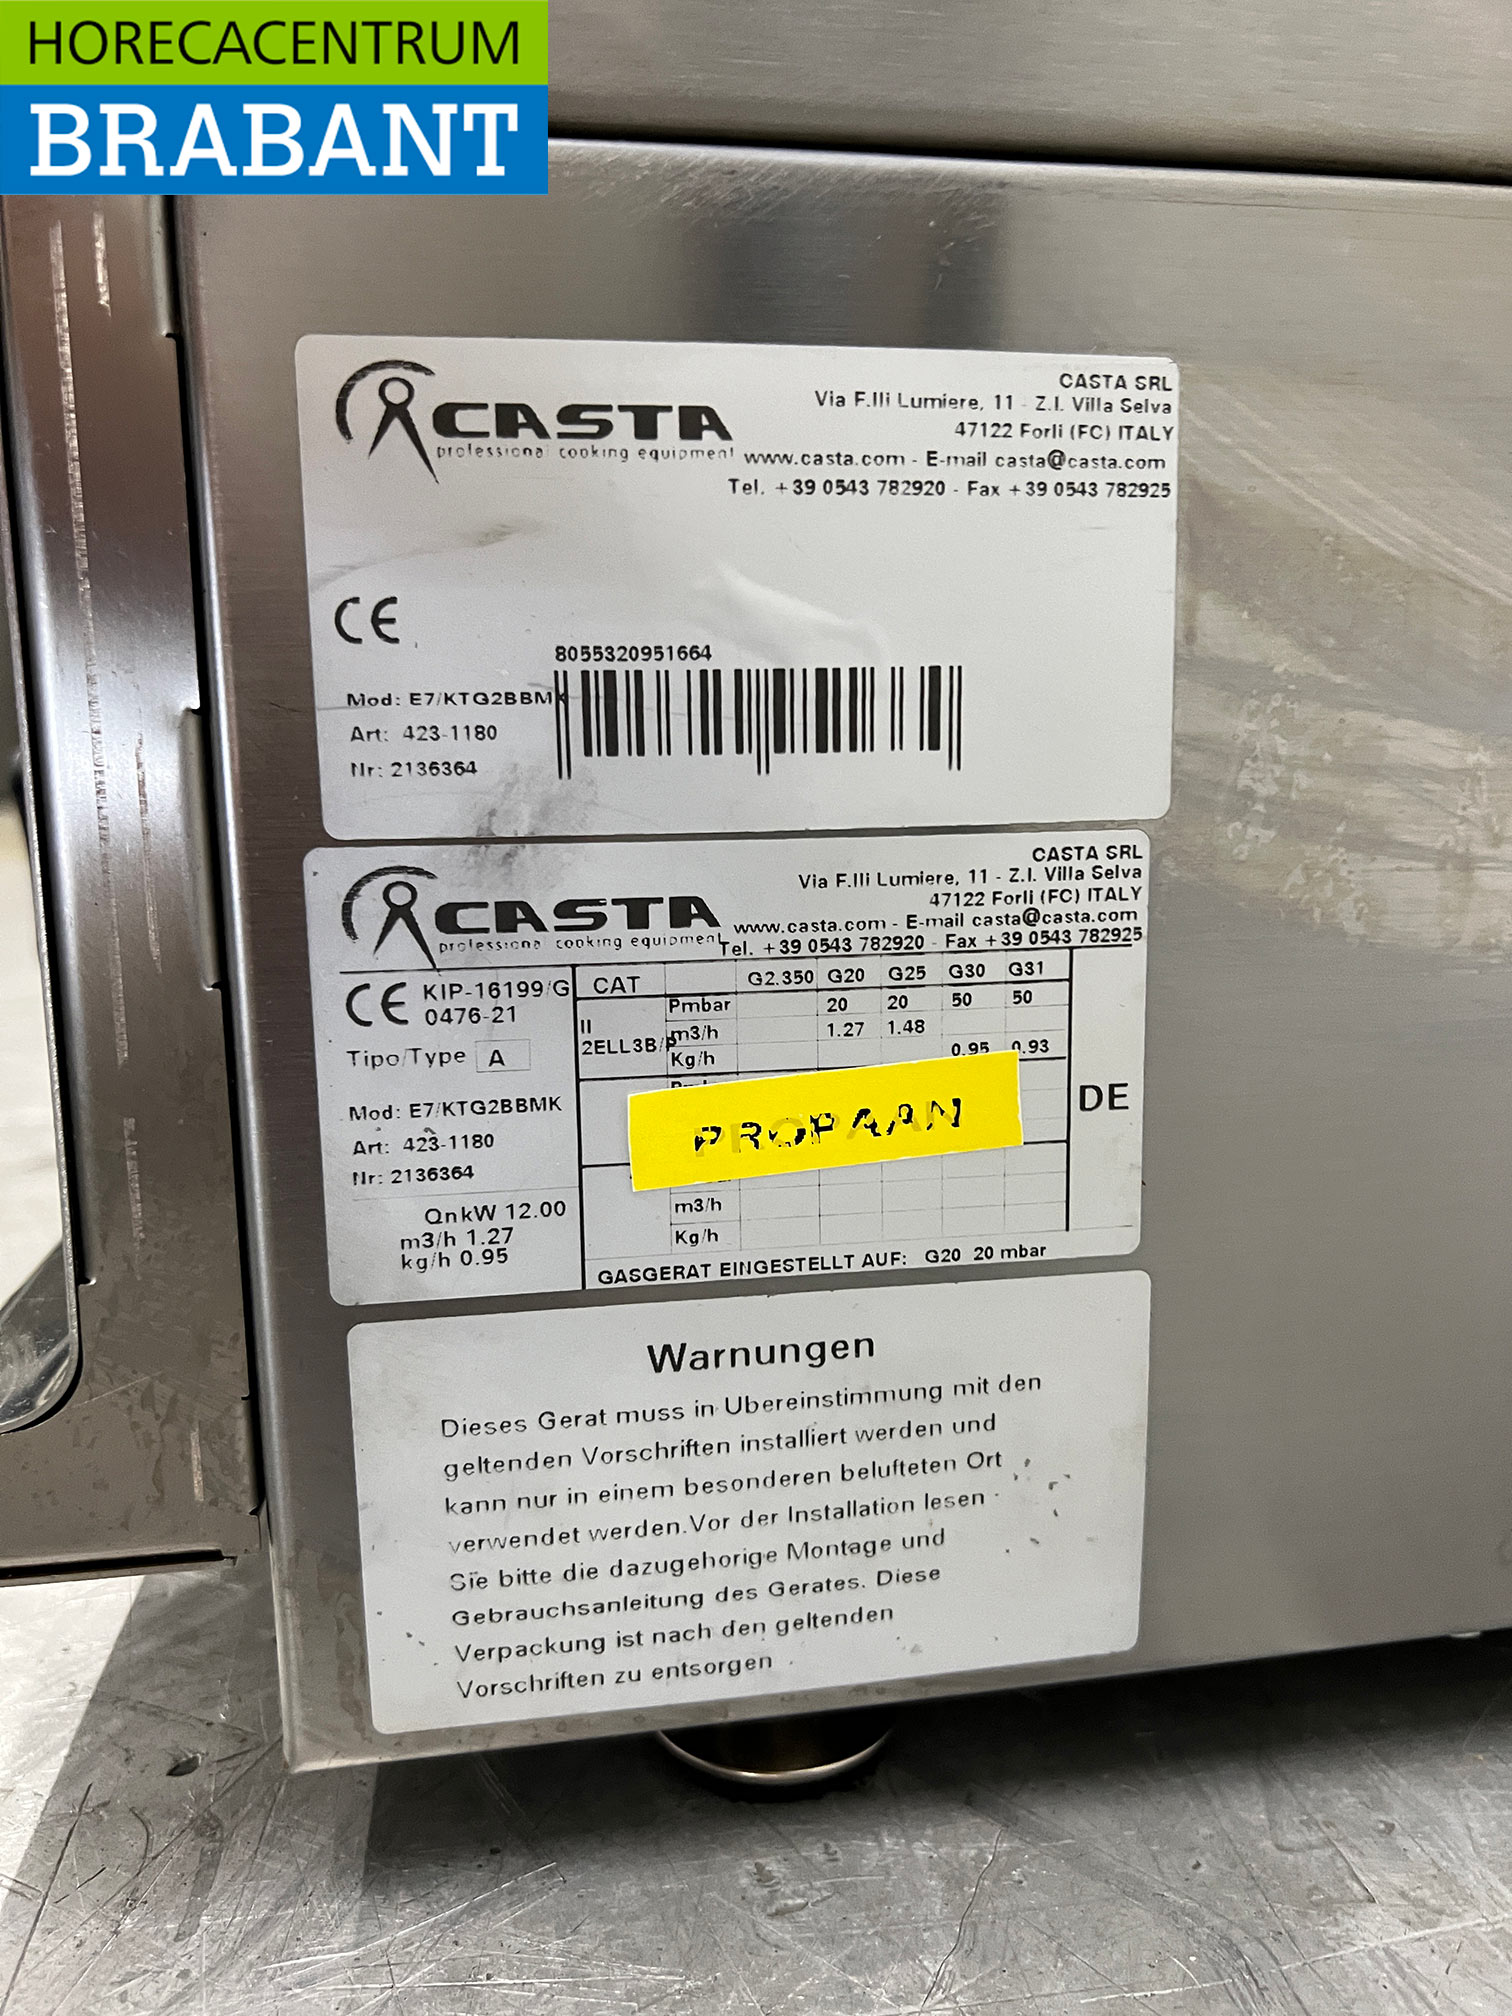 HORECACENTRUM
BRABANT
CASTA
professional cooking equipment
CASTA SRL
Via F.lli Lumiere, 11 - Z.I. Villa Selva
47122 Forli (FC) ITALY
www.casta.com - E-mail casta@casta.com
Tel. +39 0543 782920 - Fax +39 0543 782925
CE
8055320951664
Mod: E7/KTG2BBMK
Art: 423-1180
Nr: 2136364
CASTA
professional cooking equipment
CASTA SRL
Via F.lli Lumiere, 11 - Z.I. Villa Selva
47122 Forli (FC) ITALY
www.casta.com - E-mail casta@casta.com
Tel. +39 0543 782920 - Fax +39 0543 782925
CE KIP-16199/G
0476-21
Tipo/Type A
Mod: E7/KTG2BBMK
Art: 423-1180
Nr: 2136364
QnkW 12.00
m3/h 1.27
kg/h 0.95
CAT G2.350 G20 G25 G30 G31
Pmbar 20 20 50 50
II
2ELL3B/P
m3/h 1.27 1.48
Kg/h 0.95 0.93
PROPAAN
m3/h
Kg/h
DE
GASGERAT EINGESTELLT AUF: G20 20 mbar
Warnungen
Dieses Gerat muss in Ubereinstimmung mit den
geltenden Vorschriften installiert werden und
kann nur in einem besonderen belufteten Ort
verwendet werden.Vor der Installation lesen
Sie bitte die dazugehorige Montage und
Gebrauchsanleitung des Gerates. Diese
Verpackung ist nach den geltenden
Vorschriften zu entsorgen